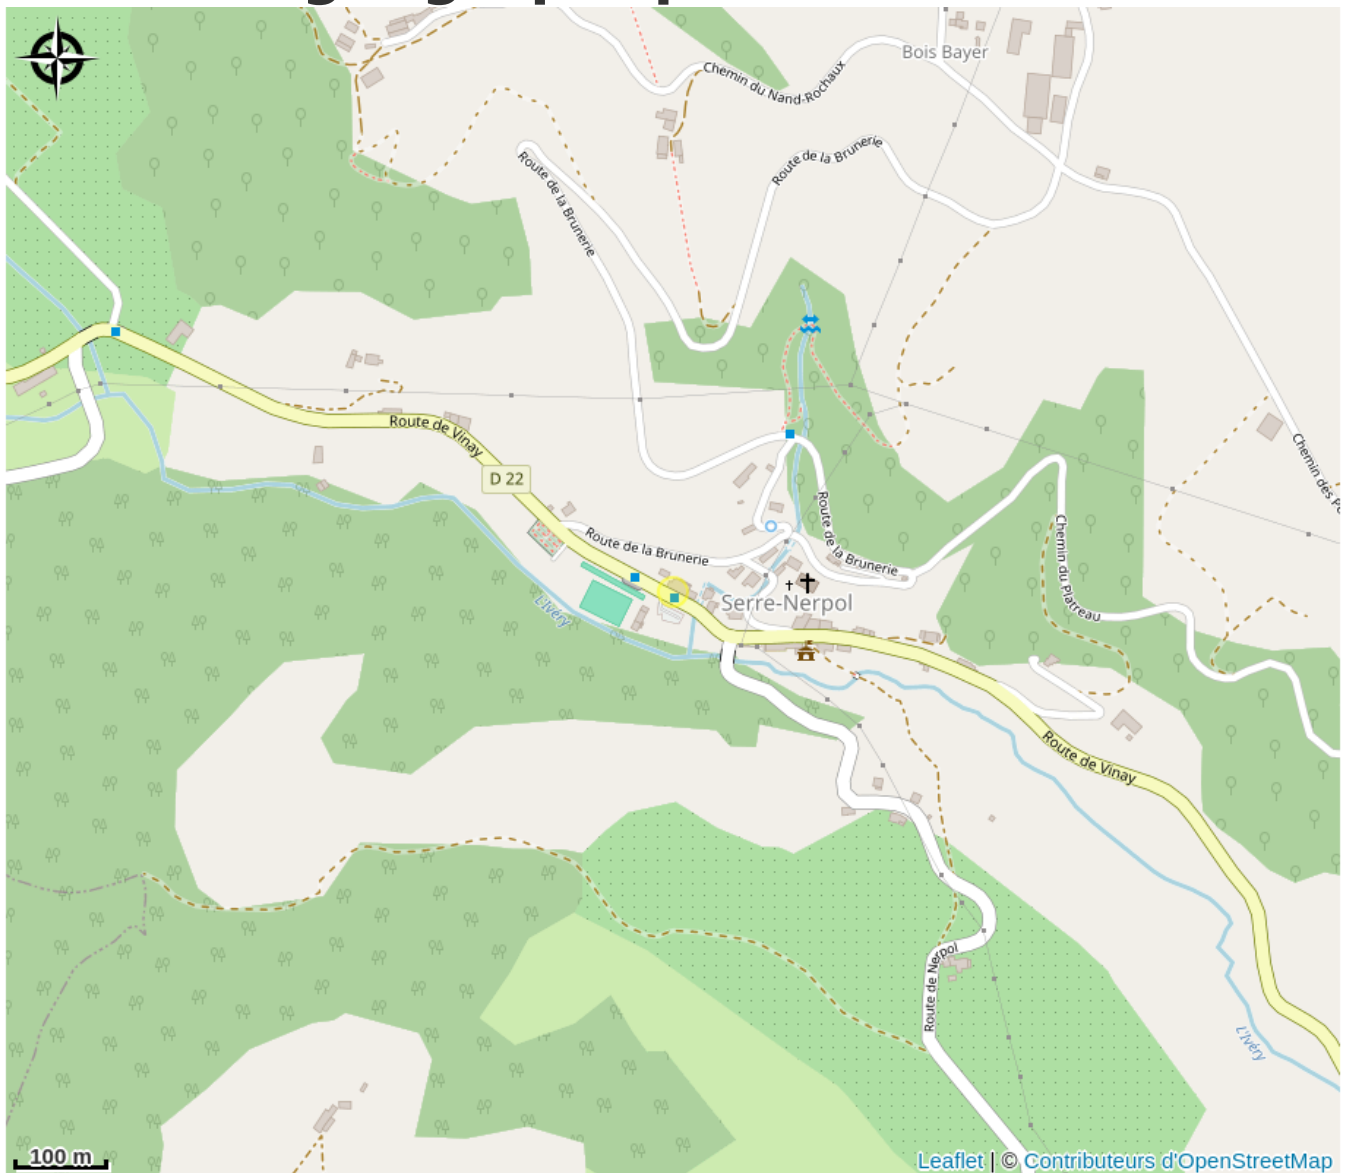 Bois Bayer
Chemin du Nand-Rochaux
Route de la Brunerie
Route de la Brunerie
Route de Vinay
D 22
Chemin des
Route de la Brunerie
Route de la Brunerie
Chemin du Platreau
L'Ivéry
Serre-Nerpol
Route de Vinay
Route de Nerpol
L'Ivéry
100 m
Leaflet | © Contributeurs d'OpenStreetMap